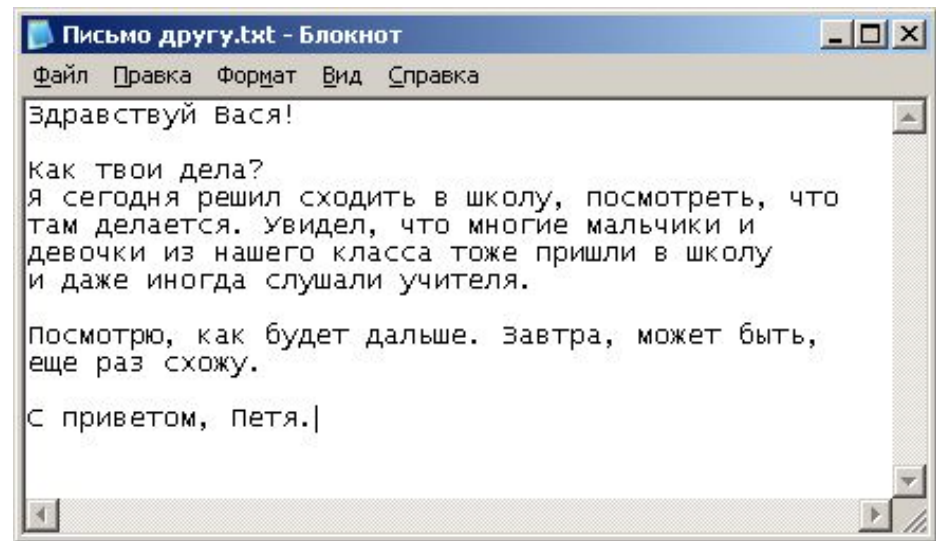 Письмо другу.txt - Блокнот
Файл Правка Формат Вид Справка
Здравствуй Вася!
Как твои дела?
Я сегодня решил сходить в школу, посмотреть, что
там делается. Увидел, что многие мальчики и
девочки из нашего класса тоже пришли в школу
и даже иногда слушали учителя.
Посмотрю, как будет дальше. Завтра, может быть,
еще раз схожу.
С приветом, Петя.